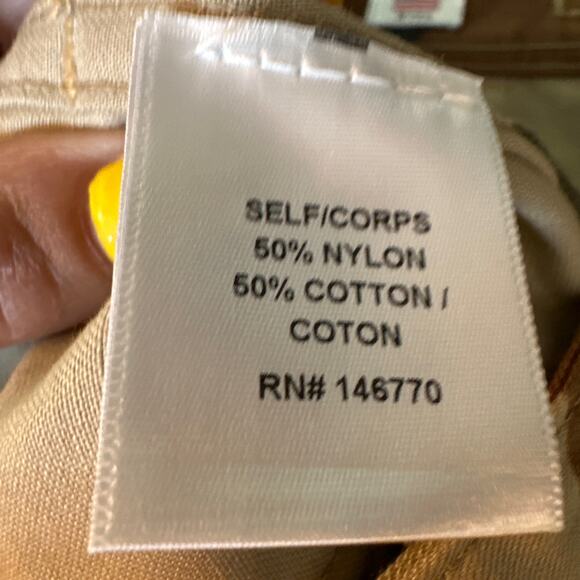 SELF/CORPS
50% NYLON
50% COTTON /
COTON
RN# 146770